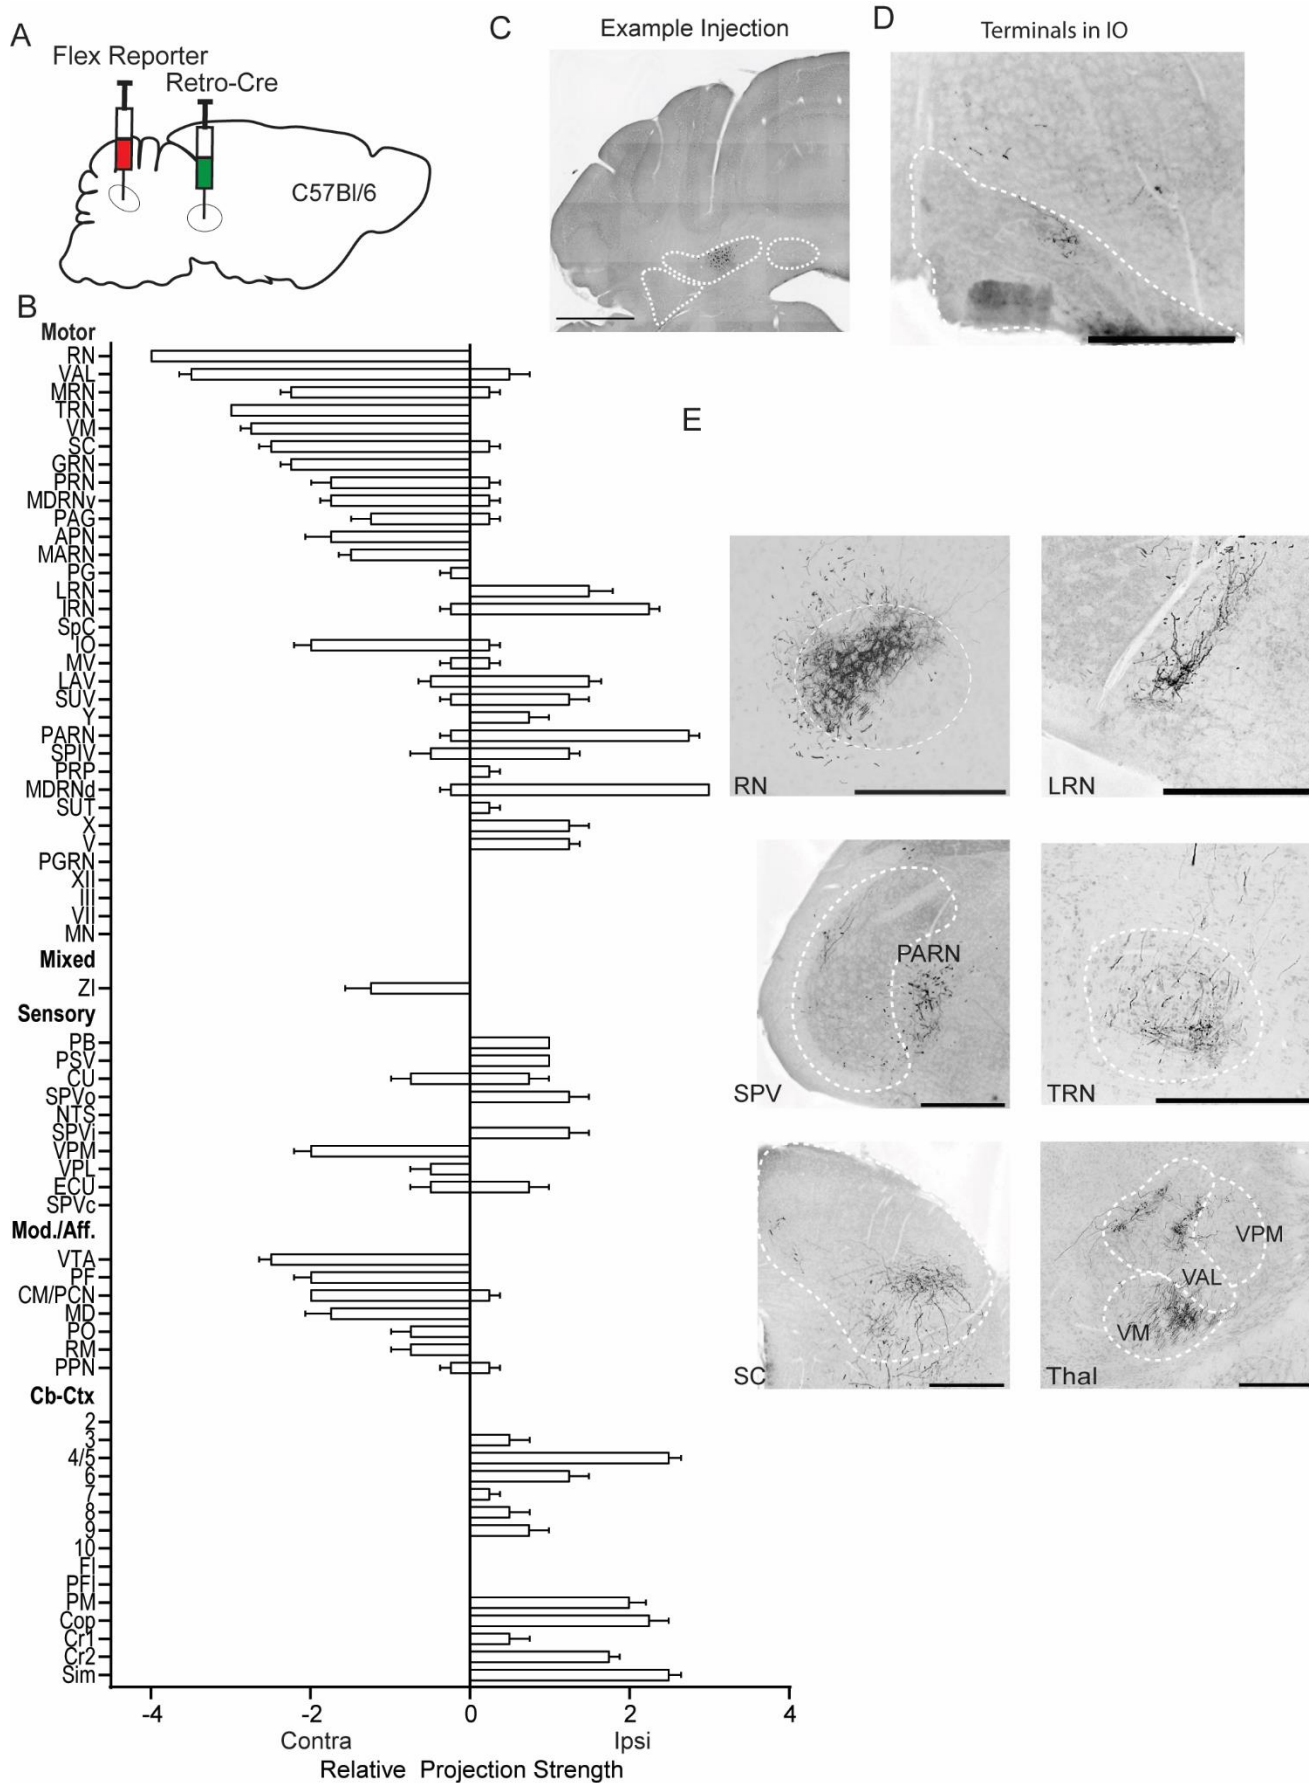 A
Flex Reporter
Retro-Cre
C57Bl/6
B
Motor
RN
VAL
MRN
TRN
VM
SC
GRN
PRN
MDRNv
PAG
APN
MARN
PG
LRN
IRN
SpC
IO
MV
LAV
SUV
Y
PARN
SPIV
PRP
MDRNd
SUT
X
V
PGRN
XII
III
VII
MN
Mixed
ZI
Sensory
PB
PSV
CU
SPVo
NTS
SPVi
VPM
VPL
ECU
SPVc
Mod./Aff.
VTA
PF
CM/PCN
MD
PO
RM
PPN
Cb-Ctx
2
3
4/5
6
7
8
9
10
Fl
PFl
PM
Cop
Cr1
Cr2
Sim
-4 -2 0 2 4
Contra Ipsi
Relative Projection Strength
C
Example Injection
D
Terminals in IO
E
RN
LRN
PARN
SPV
TRN
SC
VPM
VAL
VM
Thal